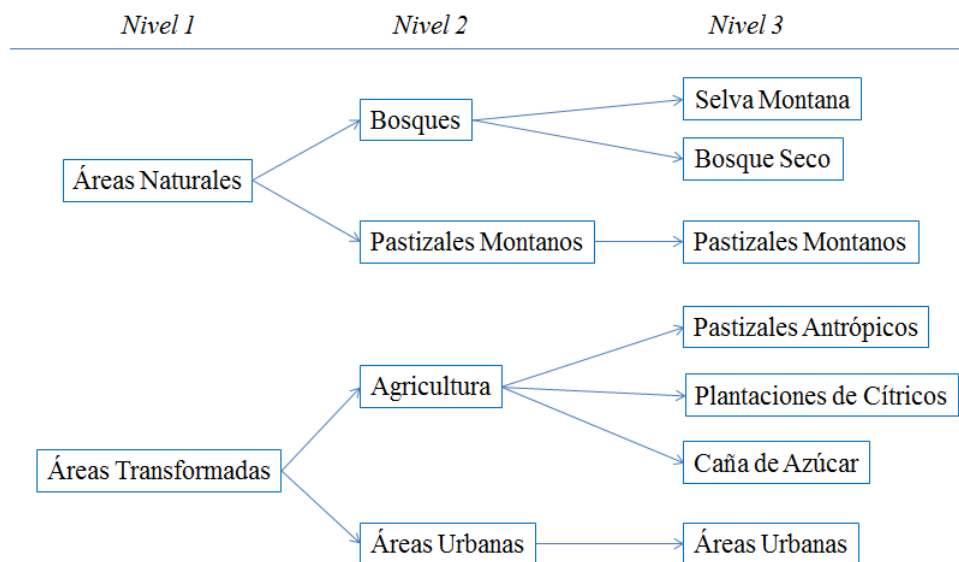 Nivel 1 Nivel 2 Nivel 3
Selva Montana
Bosques
Bosque Seco
Áreas Naturales
Pastizales Montanos Pastizales Montanos
Pastizales Antrópicos
Agricultura
Plantaciones de Cítricos
Caña de Azúcar
Áreas Transformadas
Áreas Urbanas Áreas Urbanas